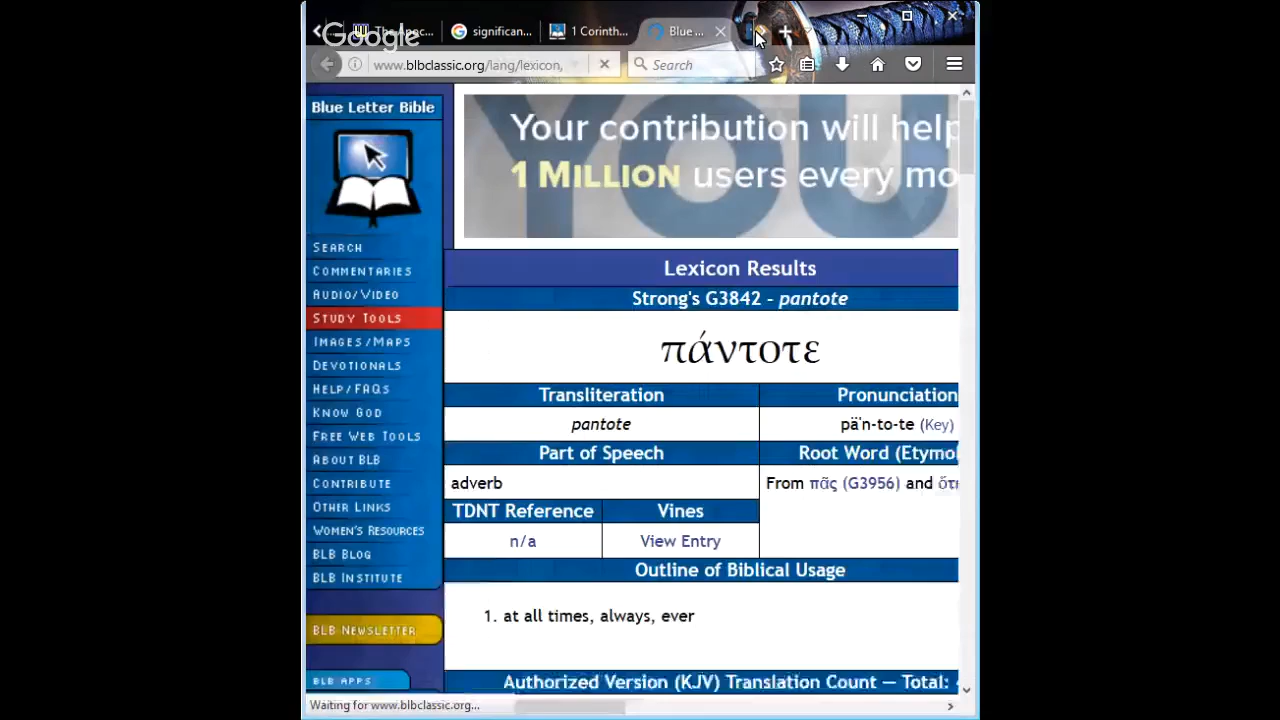 The Apoc... significan... 1 Corinth... Blue ...
Google
www.blbclassic.org/lang/lexicon, Search
Blue Letter Bible
Your contribution will help
1 MILLION users every mo
SEARCH
COMMENTARIES
AUDIO/VIDEO
STUDY TOOLS
IMAGES/MAPS
DEVOTIONALS
HELP/FAQS
KNOW GOD
FREE WEB TOOLS
ABOUT BLB
CONTRIBUTE
OTHER LINKS
WOMEN'S RESOURCES
BLB BLOG
BLB INSTITUTE
BLB NEWSLETTER
BLB APPS
Lexicon Results
Strong's G3842 - pantote
πάντοτε
Transliteration Pronunciation
pantote pä'n-to-te (Key)
Part of Speech Root Word (Etymol
adverb From πᾶς (G3956) and
TDNT Reference Vines
n/a View Entry
Outline of Biblical Usage
1. at all times, always, ever
Authorized Version (KJV) Translation Count — Total:
Waiting for www.blbclassic.org...